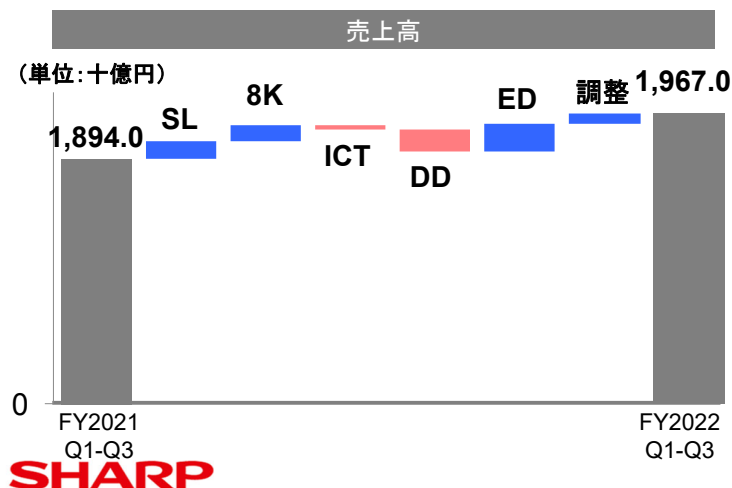 売上高
（単位：十億円）
1,894.0
SL
8K
ICT
DD
ED
調整
1,967.0
0
FY2021
Q1-Q3
FY2022
Q1-Q3
SHARP